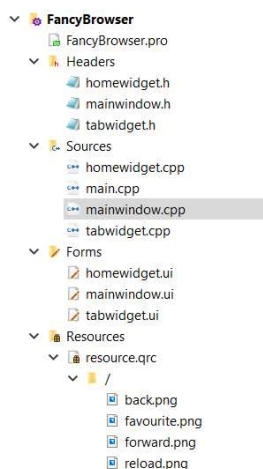 FancyBrowser
FancyBrowser.pro
Headers
homewidget.h
mainwindow.h
tabwidget.h
Sources
homewidget.cpp
main.cpp
mainwindow.cpp
tabwidget.cpp
Forms
homewidget.ui
mainwindow.ui
tabwidget.ui
Resources
resource.qrc
/
back.png
favourite.png
forward.png
reload.png